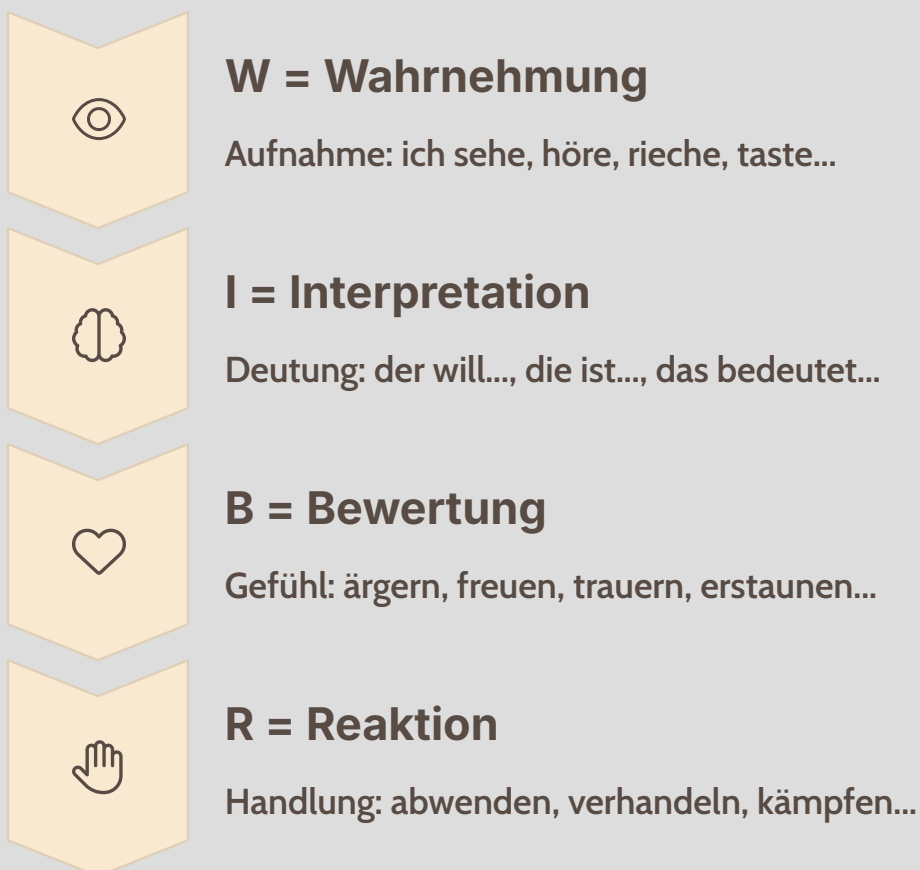 W = Wahrnehmung
Aufnahme: ich sehe, höre, rieche, taste...
I = Interpretation
Deutung: der will..., die ist..., das bedeutet...
B = Bewertung
Gefühl: ärgern, freuen, trauern, erstaunen...
R = Reaktion
Handlung: abwenden, verhandeln, kämpfen...